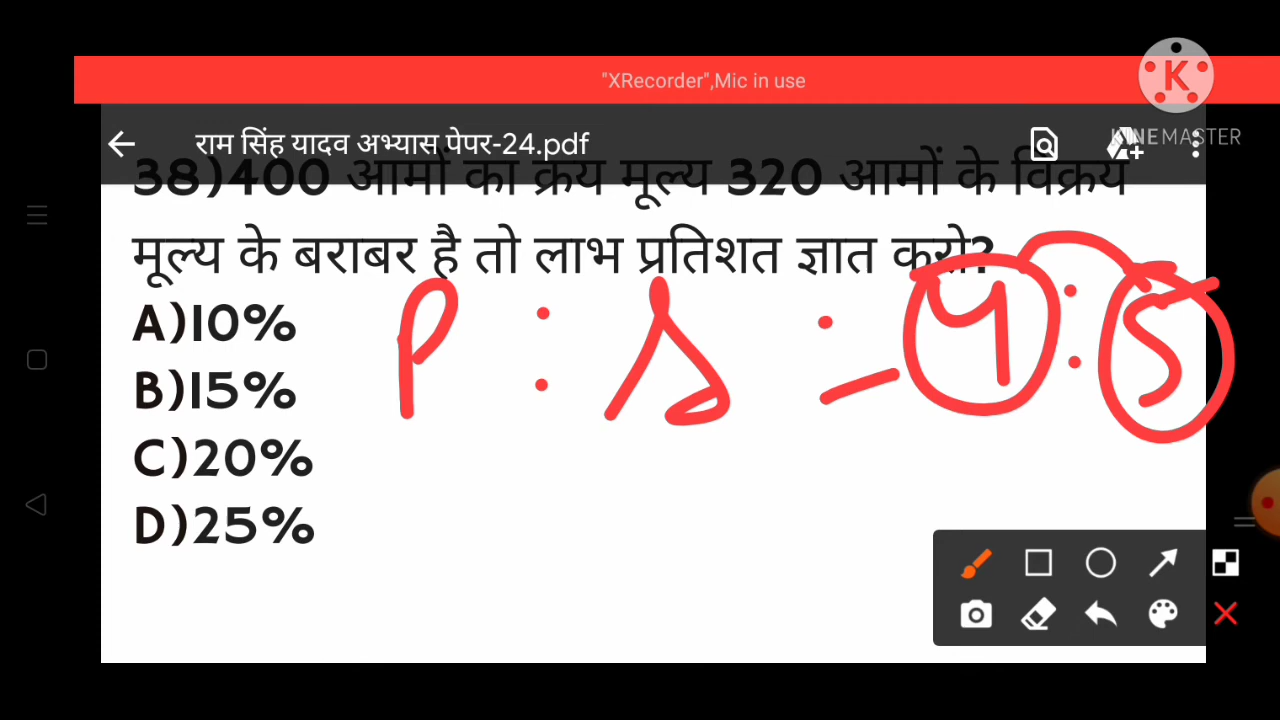 "XRecorder",Mic in use
K
KINEMASTER
राम सिंह यादव अभ्यास पेपर-24.pdf
38)400 आमों का क्रय मूल्य 320 आमों के विक्रय
मूल्य के बराबर है तो लाभ प्रतिशत ज्ञात करो?
P : S = 4 : 5
A)10%
B)15%
C)20%
D)25%